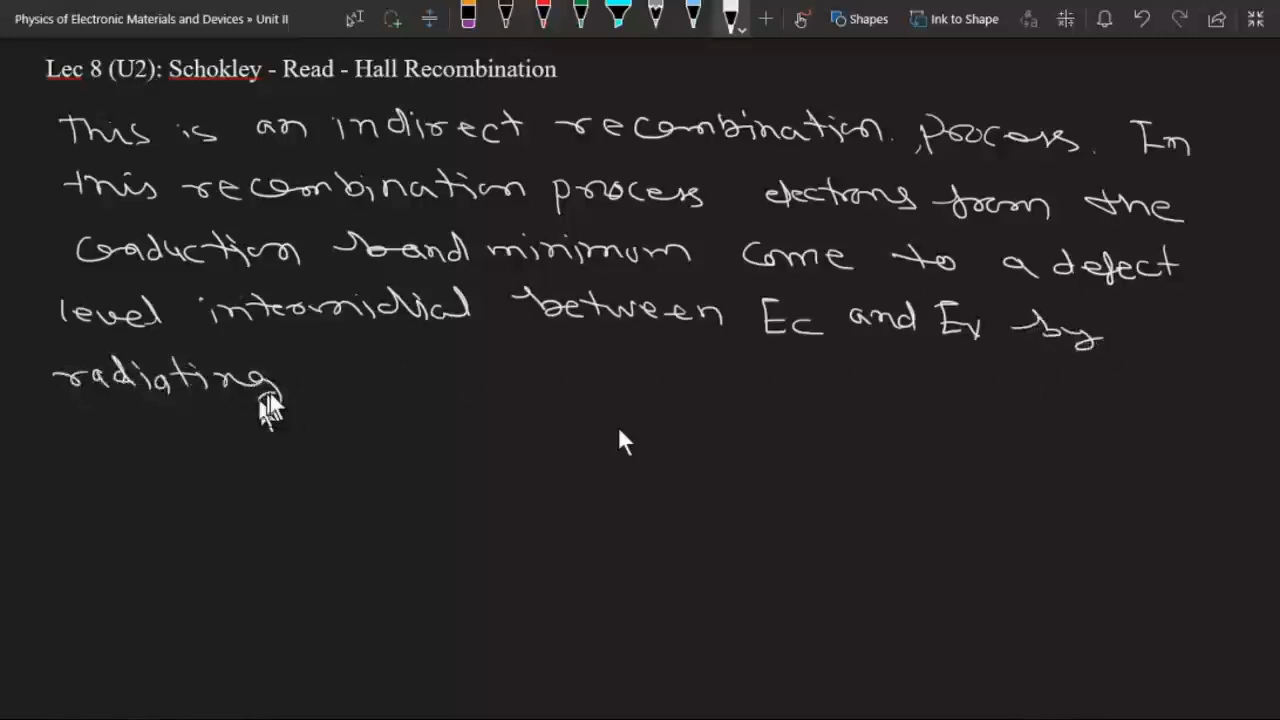 Physics of Electronic Materials and Devices » Unit II
Shapes
Ink to Shape
Lec 8 (U2): Schokley - Read - Hall Recombination
This is an indirect recombination process. In
this recombination process electrons from the
conduction band minimum come to a defect
level intermidial between Ec and Ev by
radiating